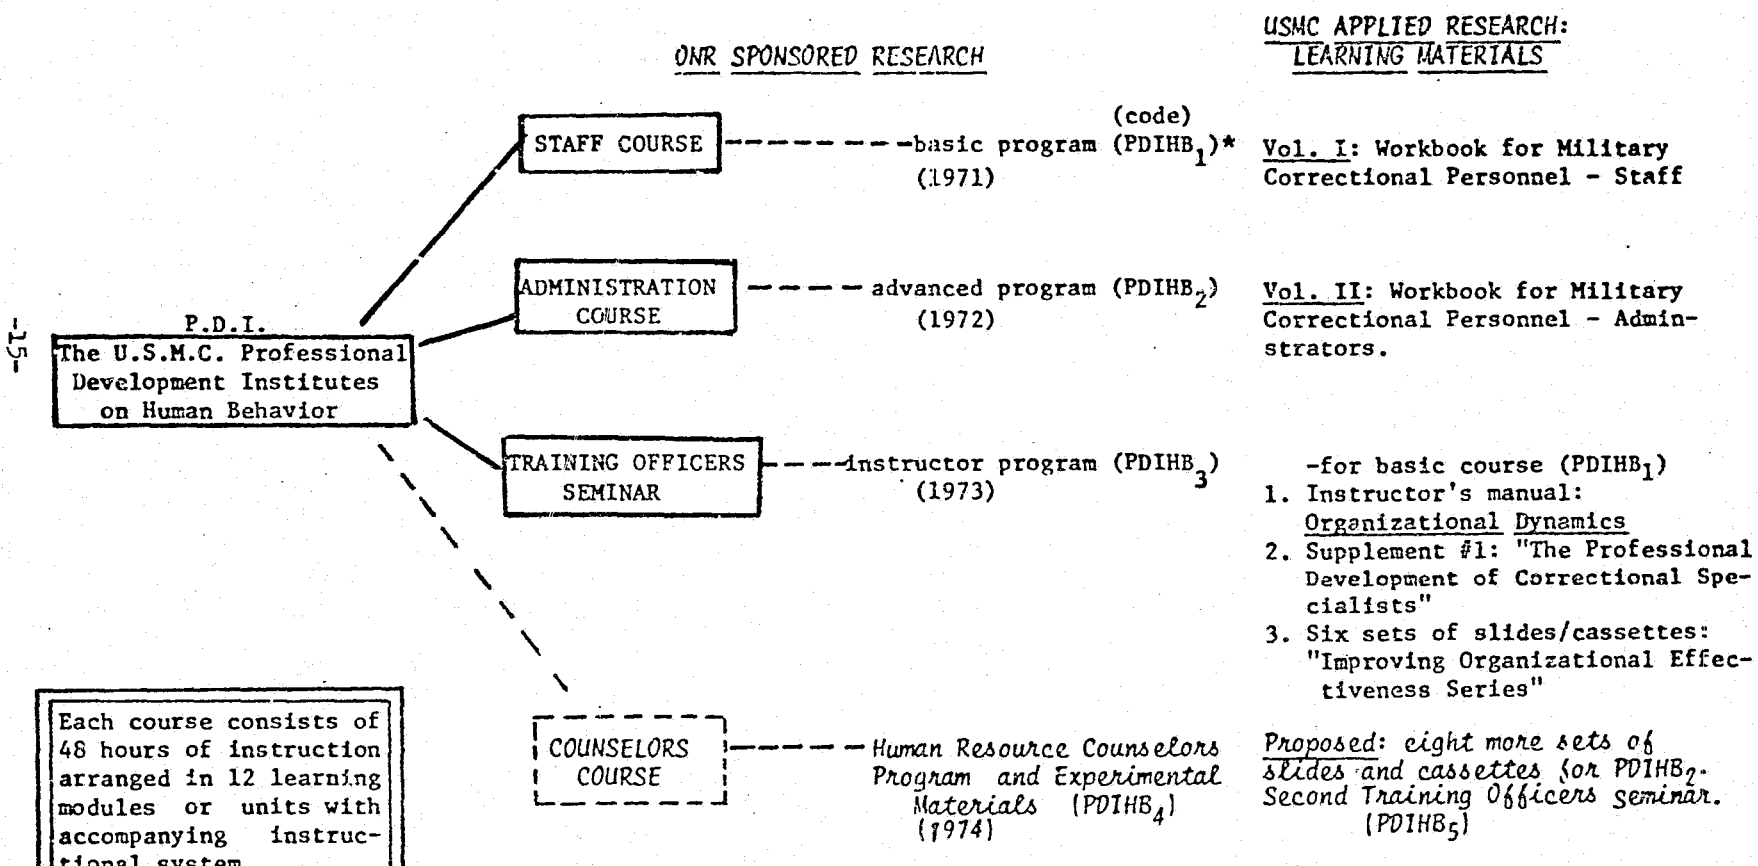 ONR SPONSORED RESEARCH
USMC APPLIED RESEARCH:
LEARNING MATERIALS
STAFF COURSE
(code)
basic program (PDIHB1)*
(1971)
Vol. I: Workbook for Military
Correctional Personnel - Staff
ADMINISTRATION
COURSE
advanced program (PDIHB2)
(1972)
Vol. II: Workbook for Military
Correctional Personnel - Admin-
strators.
-15-
P.D.I.
The U.S.M.C. Professional
Development Institutes
on Human Behavior
TRAINING OFFICERS
SEMINAR
instructor program (PDIHB3)
(1973)
-for basic course (PDIHB1)
1. Instructor's manual:
Organizational Dynamics
2. Supplement #1: "The Professional
Development of Correctional Spe-
cialists"
3. Six sets of slides/cassettes:
"Improving Organizational Effec-
tiveness Series"
Each course consists of
48 hours of instruction
arranged in 12 learning
modules or units with
accompanying instruc-
tional system
COUNSELORS
COURSE
Human Resource Counselors
Program and Experimental
Materials (PDIHB4)
(1974)
Proposed: eight more sets of
slides and cassettes for PDIHB2.
Second Training Officers seminar.
(PDIHB5)